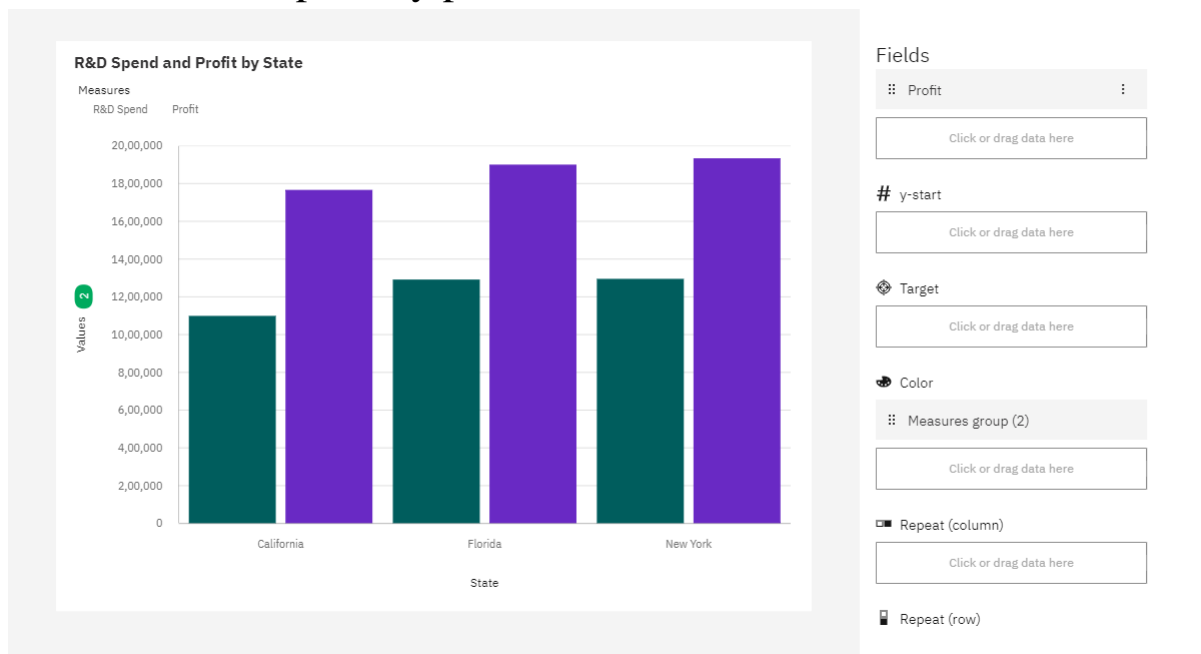 R&D Spend and Profit by State
Measures
R&D Spend Profit
20,00,000
18,00,000
16,00,000
14,00,000
12,00,000
10,00,000
8,00,000
6,00,000
4,00,000
2,00,000
0
Values 2
California Florida New York
State
Fields
Profit
Click or drag data here
# y-start
Click or drag data here
Target
Click or drag data here
Color
Measures group (2)
Click or drag data here
Repeat (column)
Click or drag data here
Repeat (row)